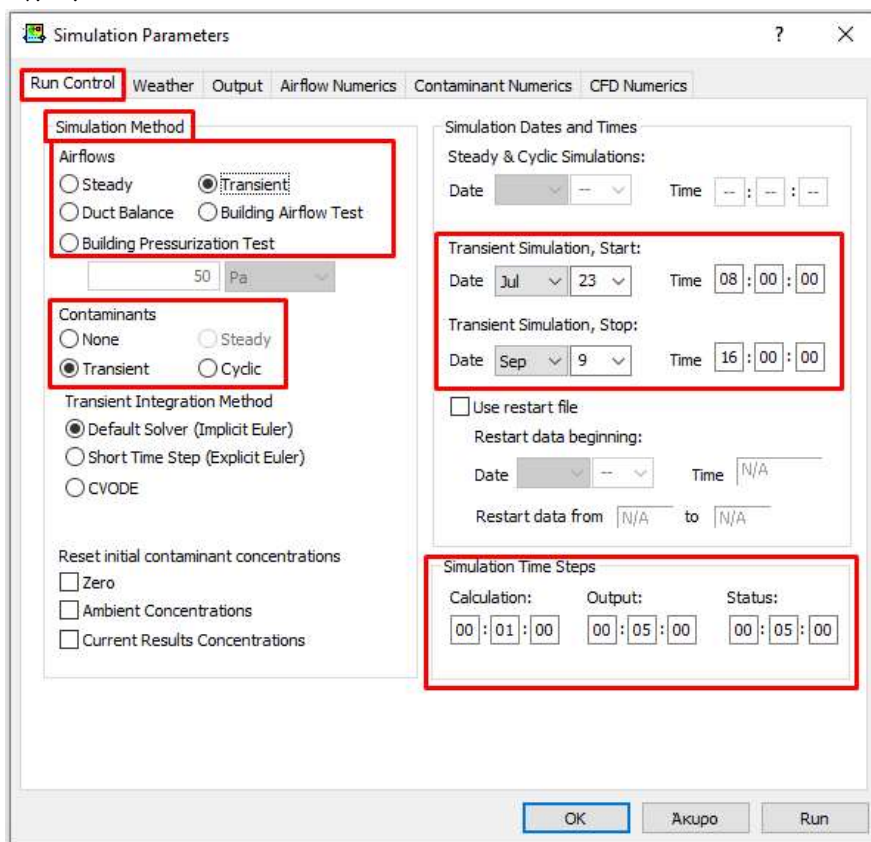 Simulation Parameters ? ×
Run Control Weather Output Airflow Numerics Contaminant Numerics CFD Numerics
Simulation Method
Airflows
Steady Transient
Duct Balance Building Airflow Test
Building Pressurization Test
50 Pa
Contaminants
None Steady
Transient Cyclic
Transient Integration Method
Default Solver (Implicit Euler)
Short Time Step (Explicit Euler)
CVODE
Reset initial contaminant concentrations
Zero
Ambient Concentrations
Current Results Concentrations
Simulation Dates and Times
Steady & Cyclic Simulations:
Date -- Time -- : -- : --
Transient Simulation, Start:
Date Jul 23 Time 08 : 00 : 00
Transient Simulation, Stop:
Date Sep 9 Time 16 : 00 : 00
Use restart file
Restart data beginning:
Date -- Time N/A
Restart data from N/A to N/A
Simulation Time Steps
Calculation: Output: Status:
00 : 01 : 00 00 : 05 : 00 00 : 05 : 00
OK Άκυρο Run